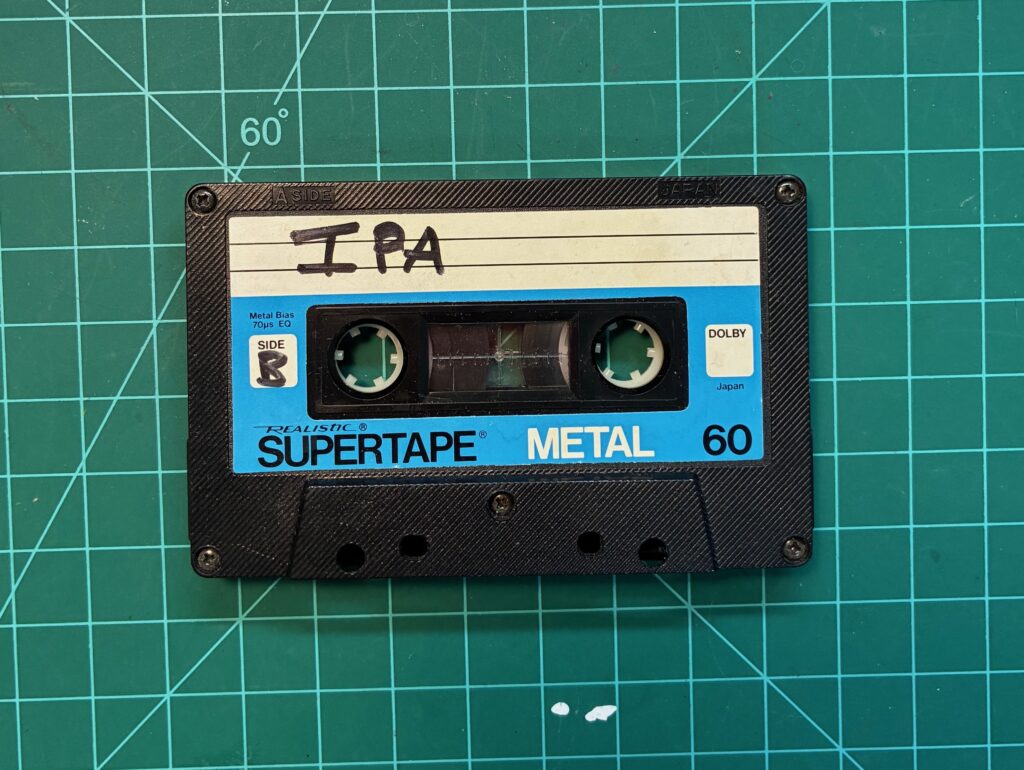 60°
A SIDE
JAPAN
IPA
Metal Bias
70µs EQ
SIDE
B
DOLBY
Japan
REALISTIC®
SUPERTAPE® METAL 60